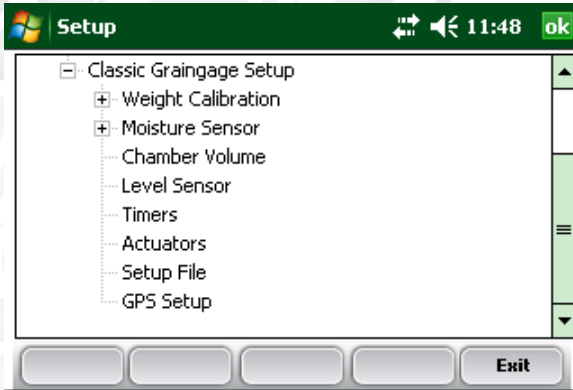 Setup 11:48 ok
Classic Graingage Setup
Weight Calibration
Moisture Sensor
Chamber Volume
Level Sensor
Timers
Actuators
Setup File
GPS Setup
Exit